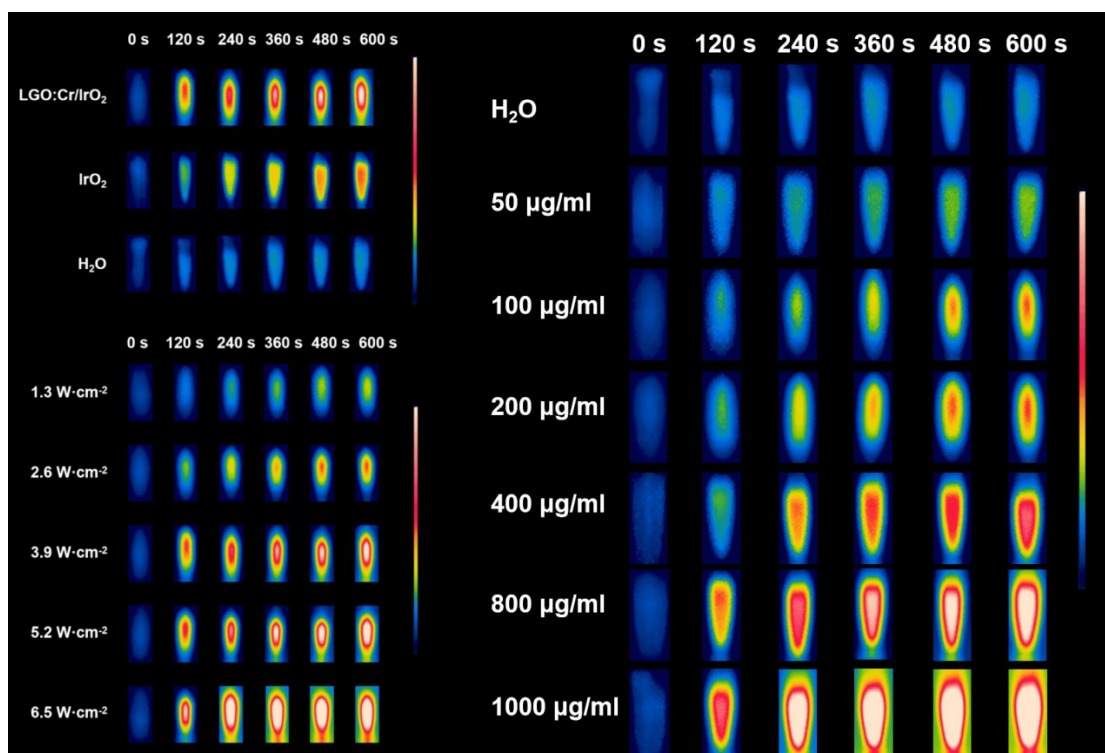 0 s 120 s 240 s 360 s 480 s 600 s
LGO:Cr/IrO₂
IrO₂
H₂O
0 s 120 s 240 s 360 s 480 s 600 s
1.3 W·cm⁻²
2.6 W·cm⁻²
3.9 W·cm⁻²
5.2 W·cm⁻²
6.5 W·cm⁻²
0 s 120 s 240 s 360 s 480 s 600 s
H₂O
50 µg/ml
100 µg/ml
200 µg/ml
400 µg/ml
800 µg/ml
1000 µg/ml